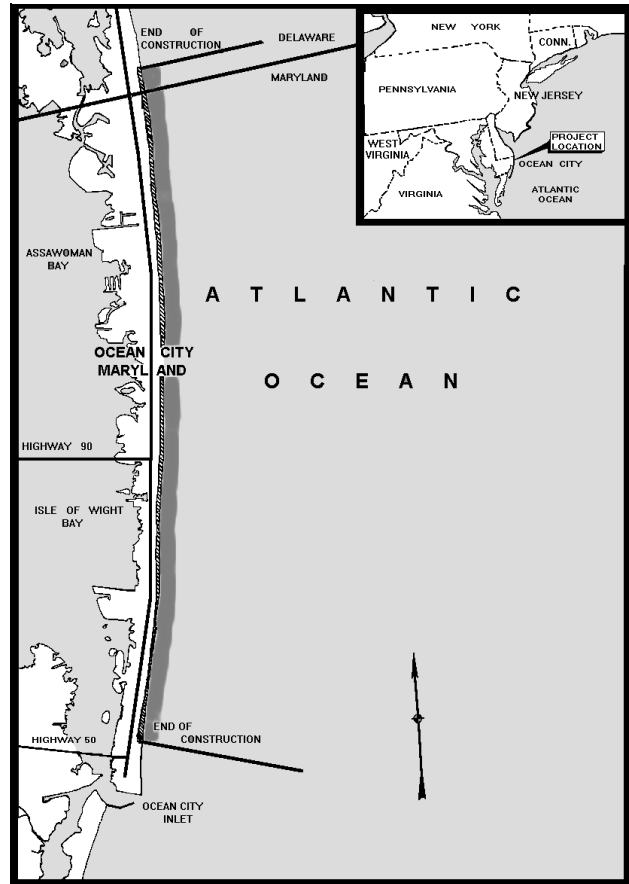 END OF
CONSTRUCTION
DELAWARE
MARYLAND
NEW YORK
CONN.
PENNSYLVANIA
NEW JERSEY
PROJECT
LOCATION
WEST
VIRGINIA
OCEAN CITY
VIRGINIA
ATLANTIC
OCEAN
ASSAWOMAN
BAY
ATLANTIC
OCEAN CITY
MARYLAND
OCEAN
HIGHWAY 90
ISLE OF WIGHT
BAY
END OF
CONSTRUCTION
HIGHWAY 50
OCEAN CITY
INLET